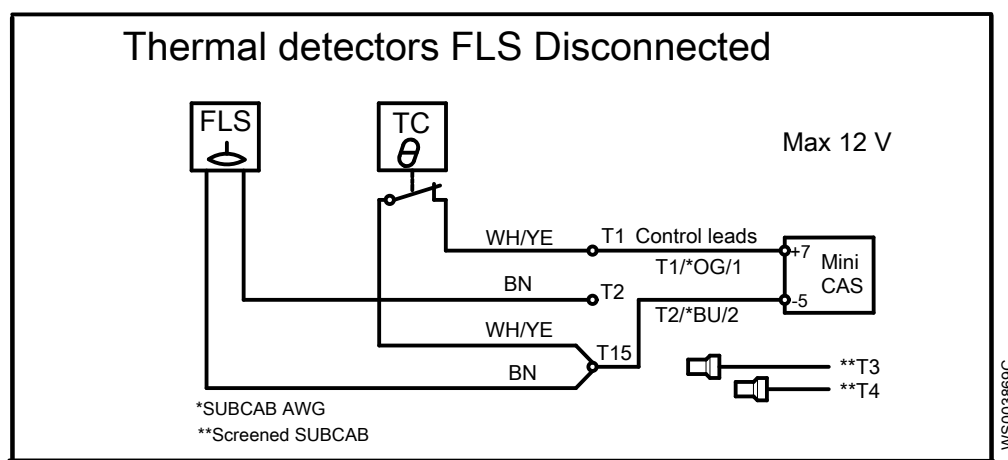 Thermal detectors FLS Disconnected
FLS
TC
Max 12 V
WH/YE
T1 Control leads
+7
T1/*OG/1
Mini
CAS
BN
T2
-5
T2/*BU/2
WH/YE
T15
BN
**T3
**T4
*SUBCAB AWG
**Screened SUBCAB
WS003869C